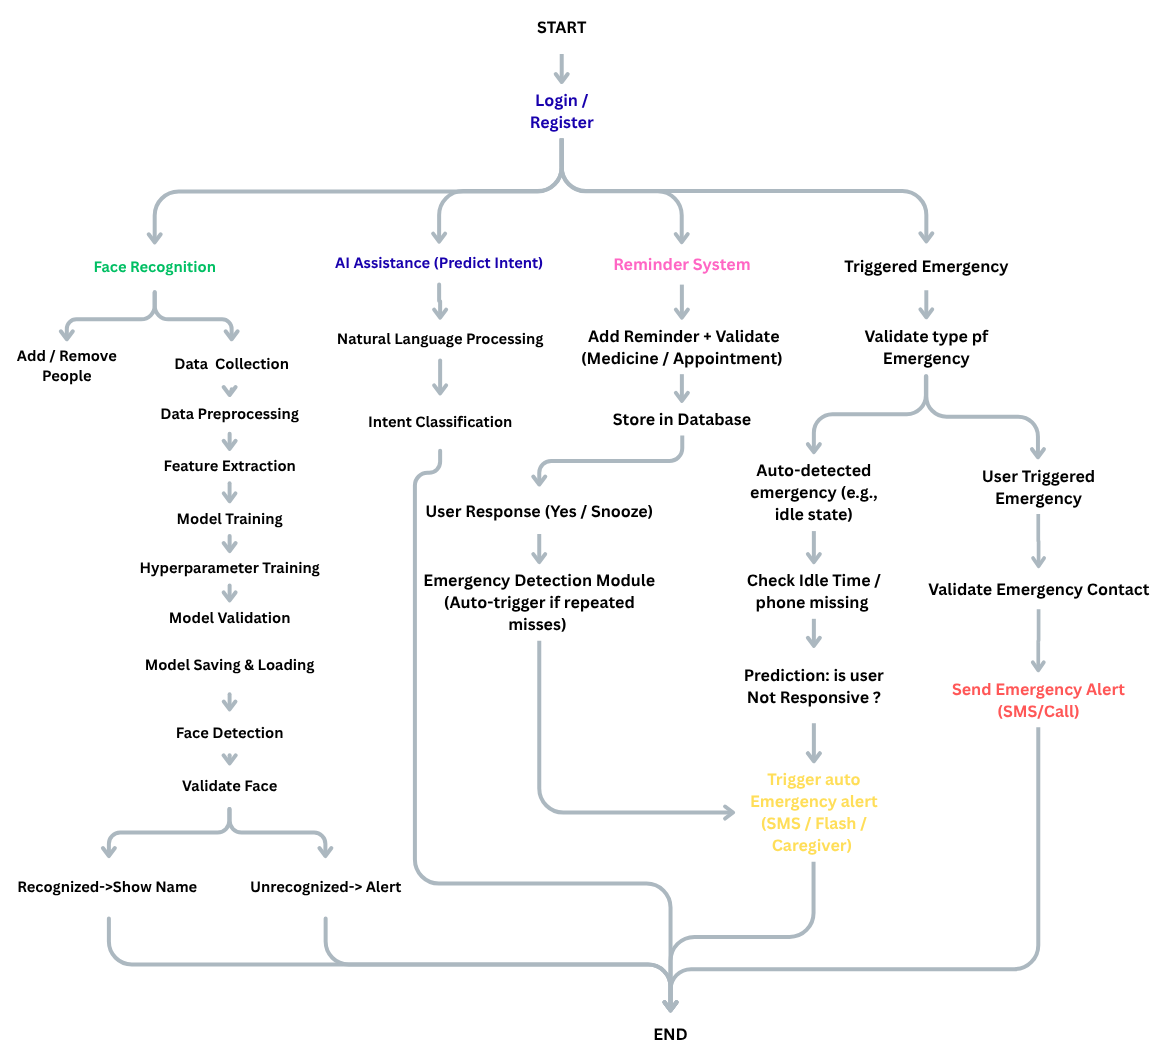 START
Login /
Register
Face Recognition
AI Assistance (Predict Intent)
Reminder System
Triggered Emergency
Add / Remove
People
Data  Collection
Data Preprocessing
Feature Extraction
Model Training
Hyperparameter Training
Model Validation
Model Saving & Loading
Face Detection
Validate Face
Recognized->Show Name
Unrecognized-> Alert
Natural Language Processing
Intent Classification
Add Reminder + Validate
(Medicine / Appointment)
Store in Database
User Response (Yes / Snooze)
Emergency Detection Module
(Auto-trigger if repeated
misses)
Validate type pf
Emergency
Auto-detected
emergency (e.g.,
idle state)
Check Idle Time /
phone missing
Prediction: is user
Not Responsive ?
Trigger auto
Emergency alert
(SMS / Flash /
Caregiver)
User Triggered
Emergency
Validate Emergency Contact
Send Emergency Alert
(SMS/Call)
END